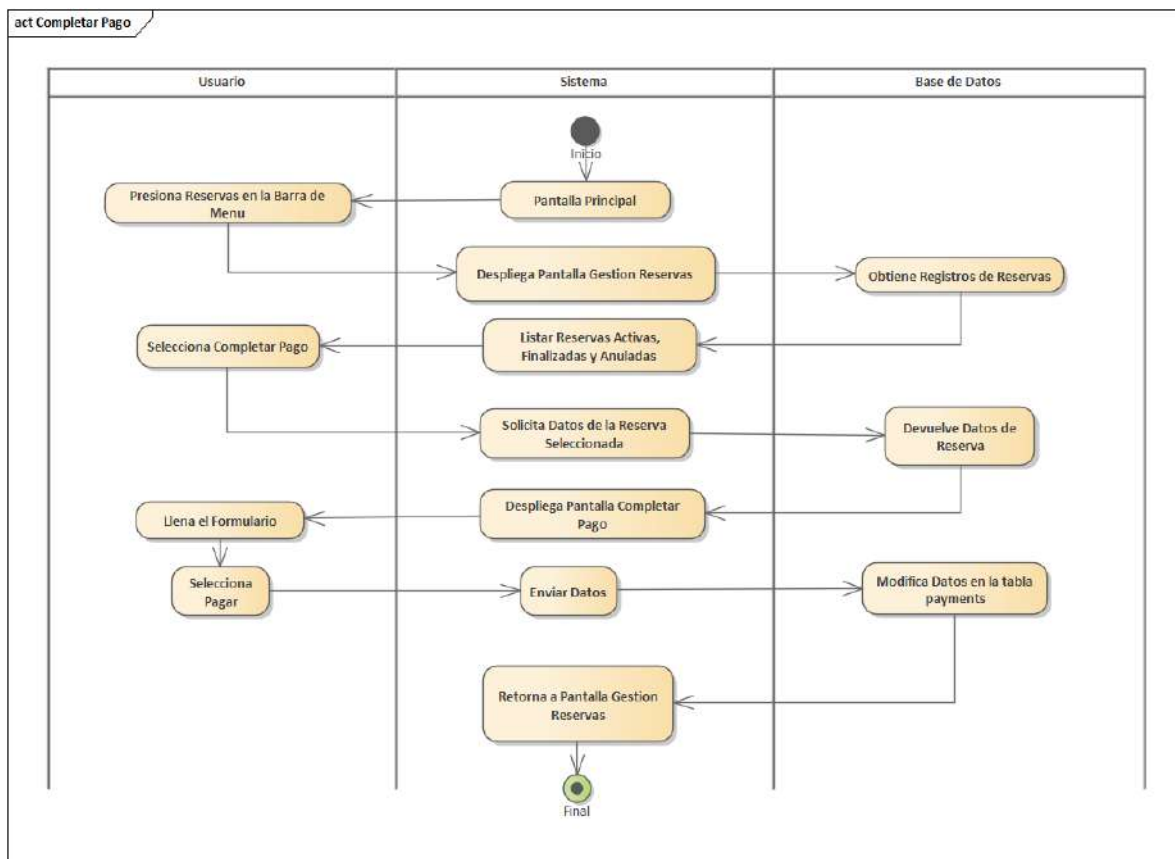 act Completar Pago
Usuario
Sistema
Base de Datos
Inicio
Pantalla Principal
Presiona Reservas en la Barra de
Menu
Despliega Pantalla Gestion Reservas
Obtiene Registros de Reservas
Listar Reservas Activas,
Finalizadas y Anuladas
Selecciona Completar Pago
Solicita Datos de la Reserva
Seleccionada
Devuelve Datos de
Reserva
Despliega Pantalla Completar
Pago
Llena el Formulario
Selecciona
Pagar
Enviar Datos
Modifica Datos en la tabla
payments
Retorna a Pantalla Gestion
Reservas
Final